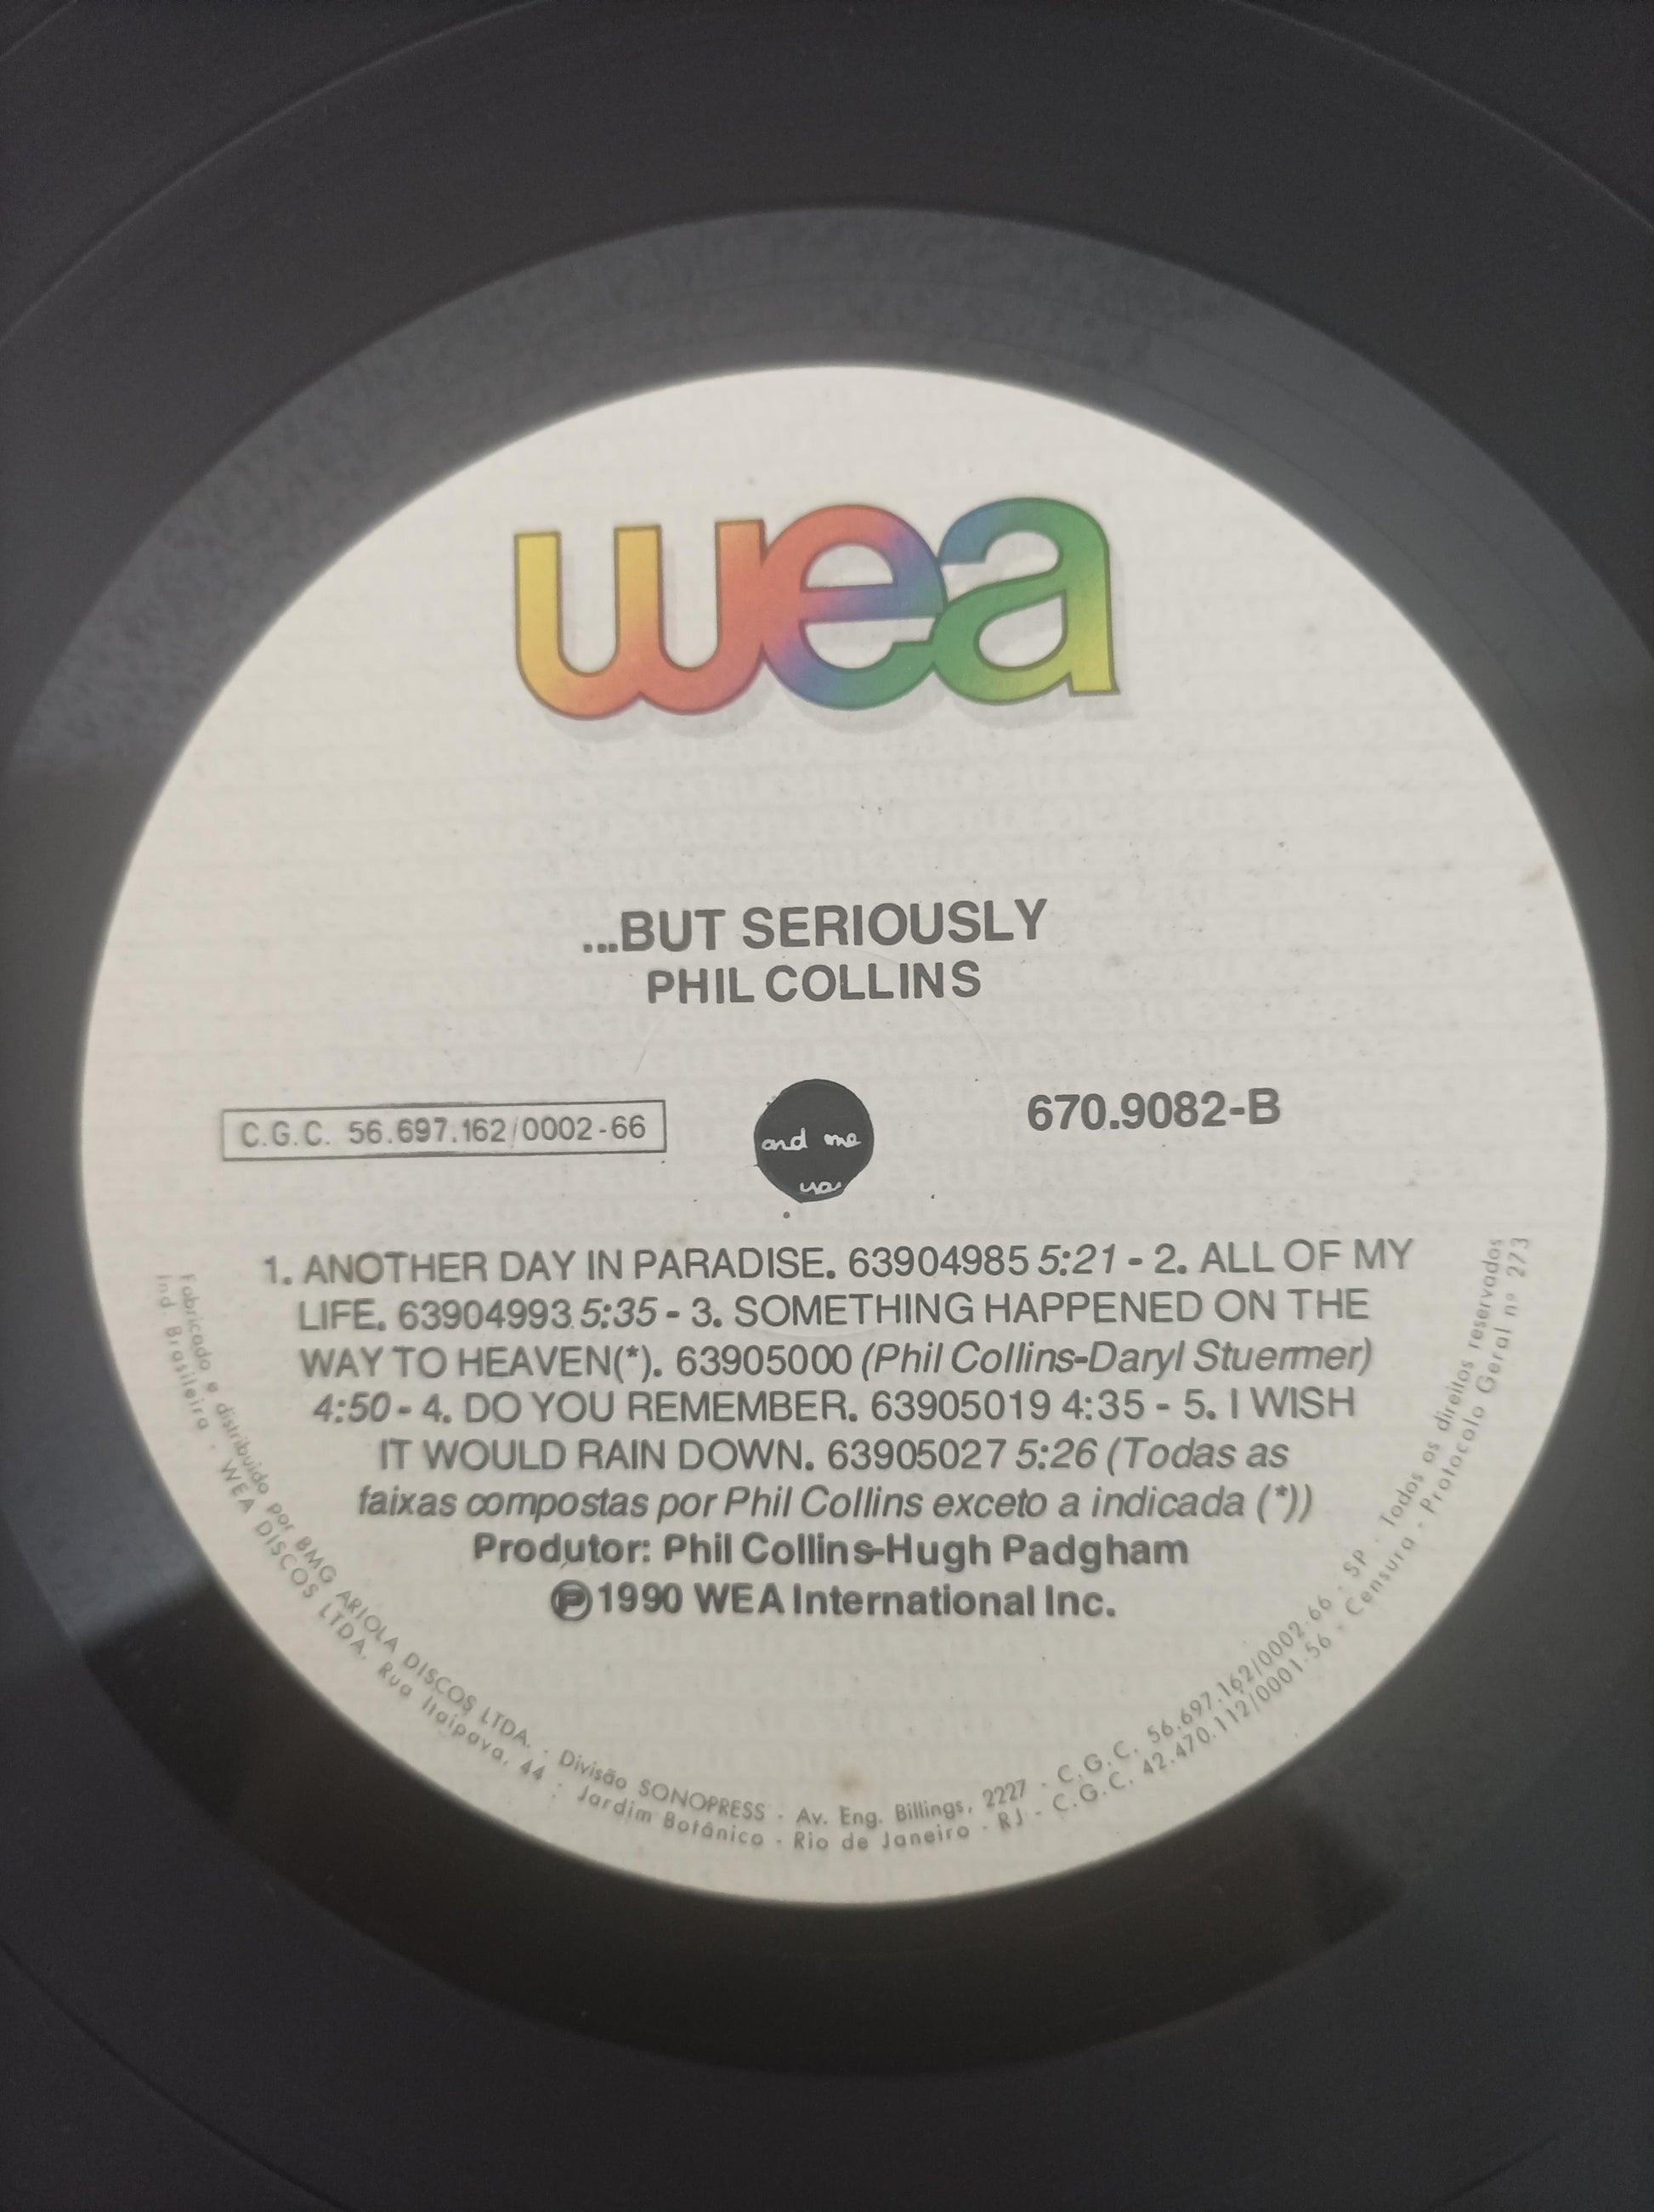 wea
...BUT SERIOUSLY
PHIL COLLINS
C.G.C. 56.697.162/0002-66
670.9082-B
and me
1. ANOTHER DAY IN PARADISE. 63904985 5:21 - 2. ALL OF MY
LIFE. 63904993 5:35 - 3. SOMETHING HAPPENED ON THE
WAY TO HEAVEN(*). 63905000 (Phil Collins-Daryl Stuermer)
4:50 - 4. DO YOU REMEMBER. 63905019 4:35 - 5. I WISH
IT WOULD RAIN DOWN. 63905027 5:26 (Todas as
faixas compostas por Phil Collins exceto a indicada (*))
Produtor: Phil Collins-Hugh Padgham
℗1990 WEA International Inc.
Fabricado e distribuido por BMG ARIOLA DISCOS LTDA. - Divisão SONOPRESS - Av. Eng. Billings, 2227 - C.G.C. 56.697.162/0002-66 - SP - Todos os direitos reservados
Ind Brasileira - WEA DISCOS LTDA. Rua Itaipava, 44 - Jardim Botânico - Rio de Janeiro - RJ - C.G.C. 42.470.112/0001-56 - Censura - Protocolo Geral nº 273